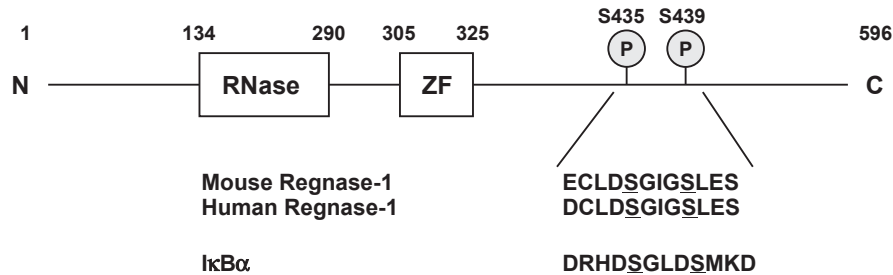 S435 S439
1 134 290 305 325 596
P P
N RNase ZF C
Mouse Regnase-1 ECLDSGIGSLES
Human Regnase-1 DCLDSGIGSLES
IκBα DRHDSGLDSMKD